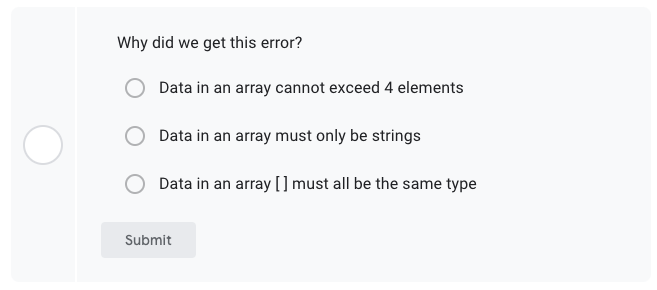 Why did we get this error?
Data in an array cannot exceed 4 elements
Data in an array must only be strings
Data in an array [ ] must all be the same type
Submit